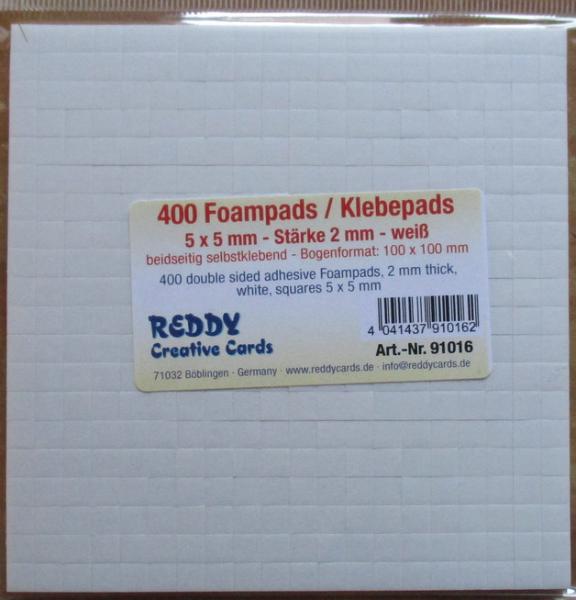 400 Foampads / Klebepads
5 x 5 mm - Stärke 2 mm - weiß
beidseitig selbstklebend - Bogenformat: 100 x 100 mm
400 double sided adhesive Foampads, 2 mm thick,
white, squares 5 x 5 mm
REDDY
Creative Cards
4 041437 910162
Art.-Nr. 91016
71032 Böblingen · Germany · www.reddycards.de · info@reddycards.de